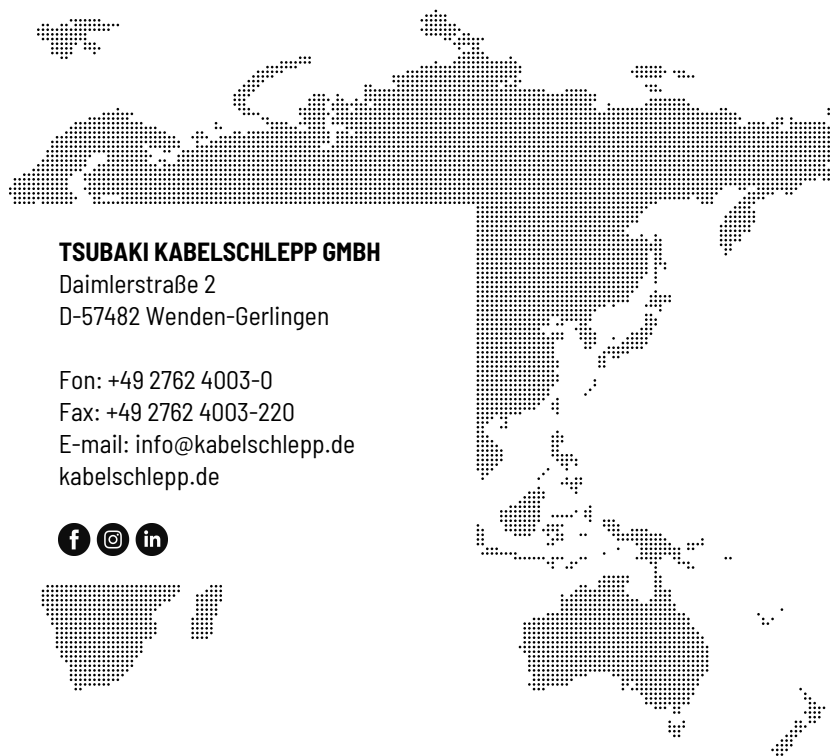 TSUBAKI KABELSCHLEPP GMBH
Daimlerstraße 2
D-57482 Wenden-Gerlingen
Fon: +49 2762 4003-0
Fax: +49 2762 4003-220
E-mail: info@kabelschlepp.de
kabelschlepp.de